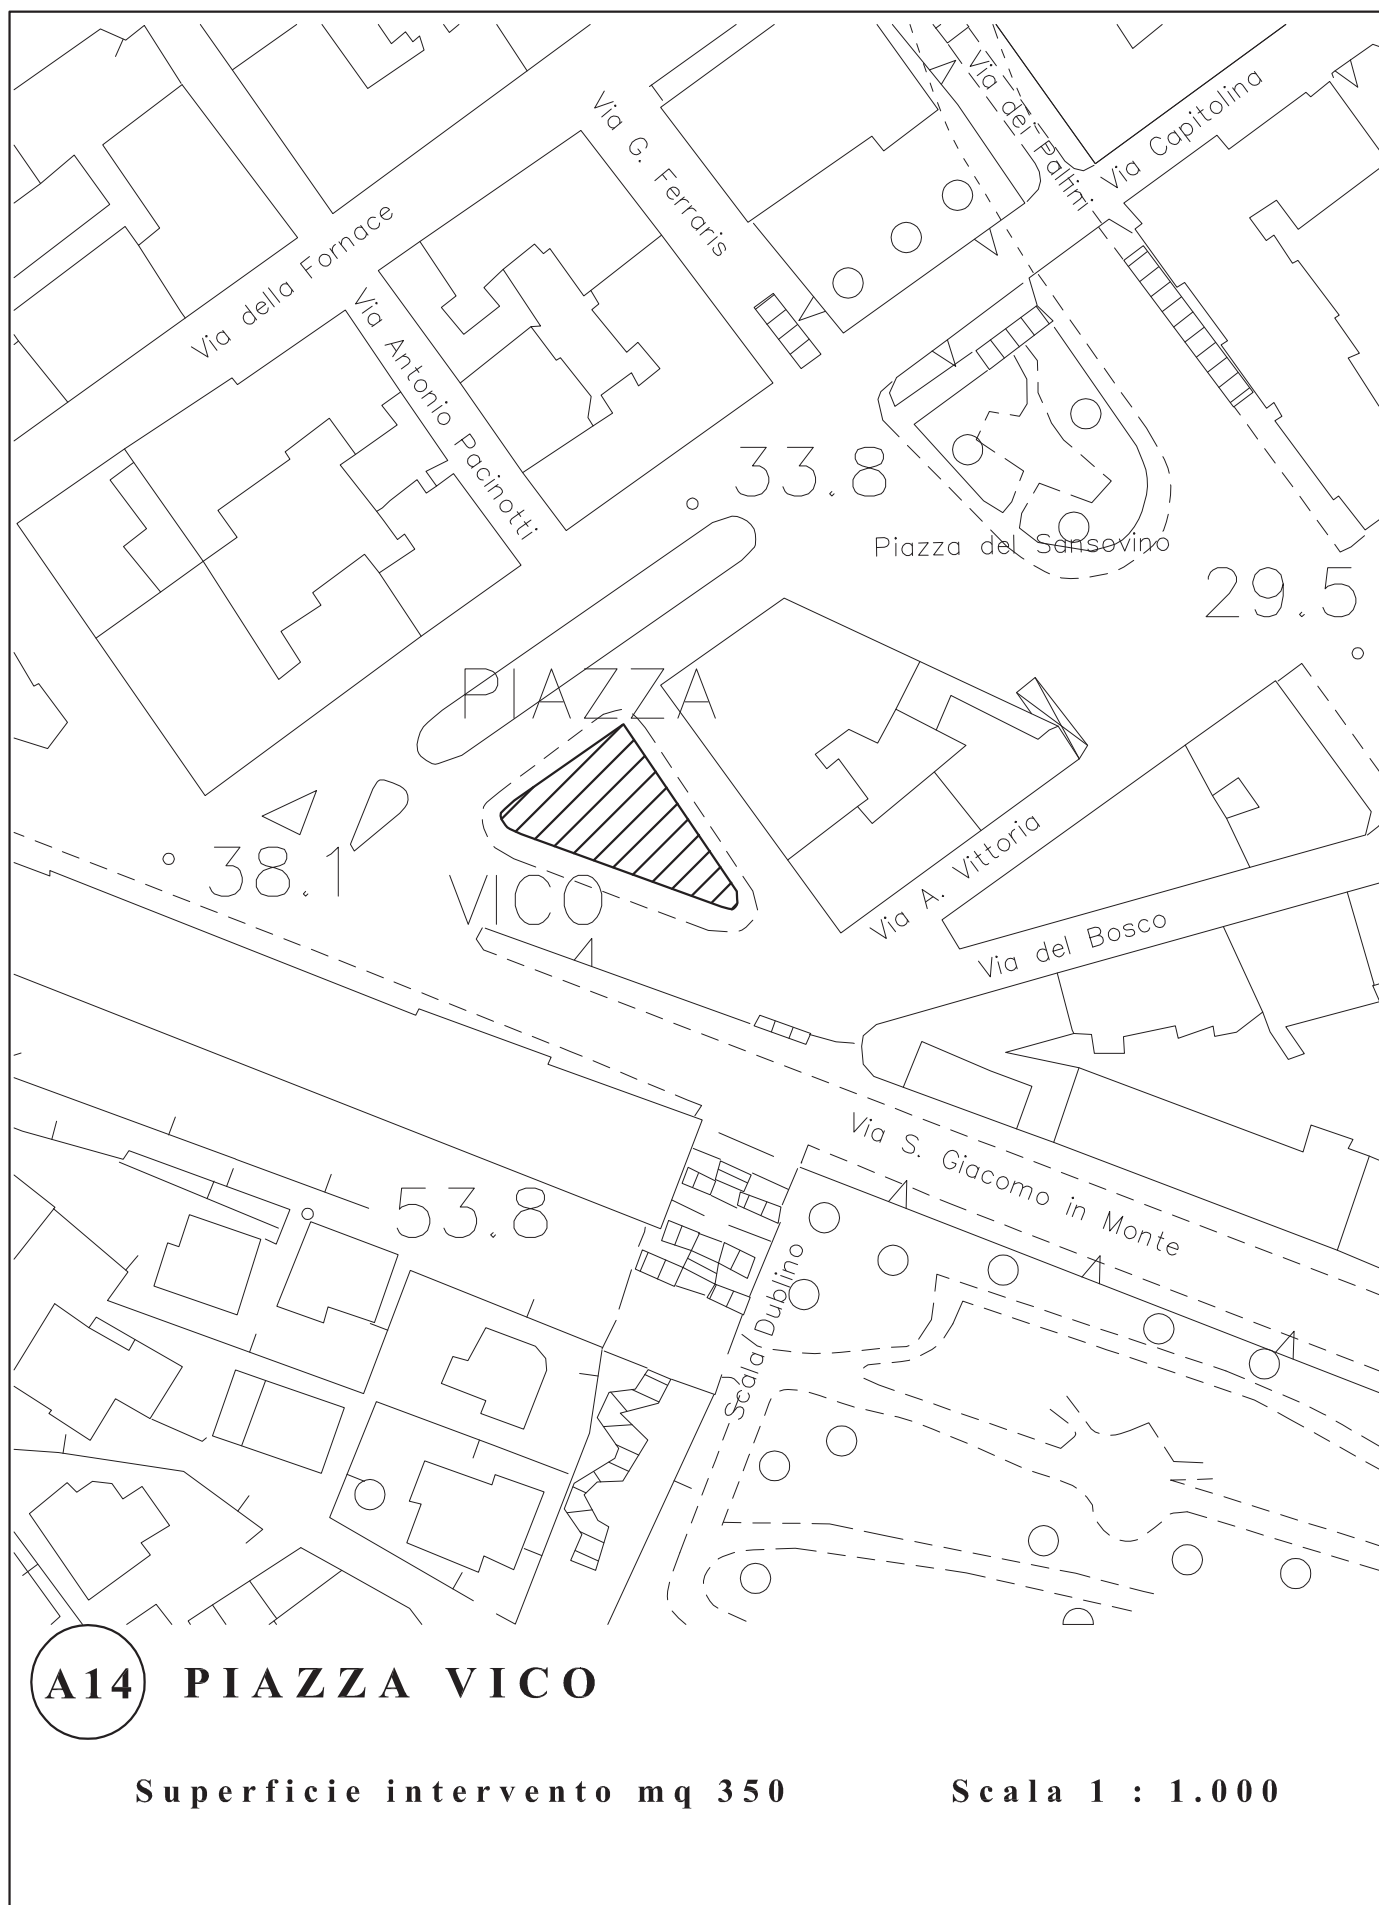 Via dei Paltini
Via Capitolina
Via G. Ferraris
Via della Fornace
Via Antonio Pacinotti
33.8
Piazza del Sansovino
29.5
PIAZZA
VICO
38.1
Via A. Vittoria
Via del Bosco
Via S. Giacomo in Monte
53.8
Scala Dublino
A14 PIAZZA VICO
Superficie intervento mq 350 Scala 1 : 1.000